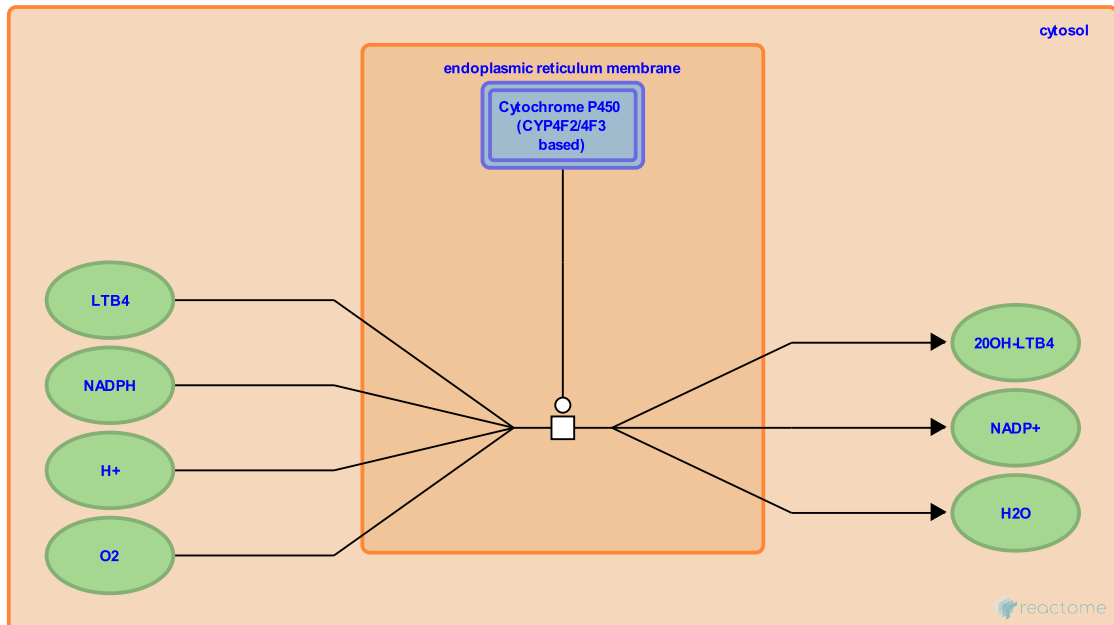 cytosol
endoplasmic reticulum membrane
Cytochrome P450
(CYP4F2/4F3
based)
LTB4
NADPH
H+
O2
20OH-LTB4
NADP+
H2O
reactome